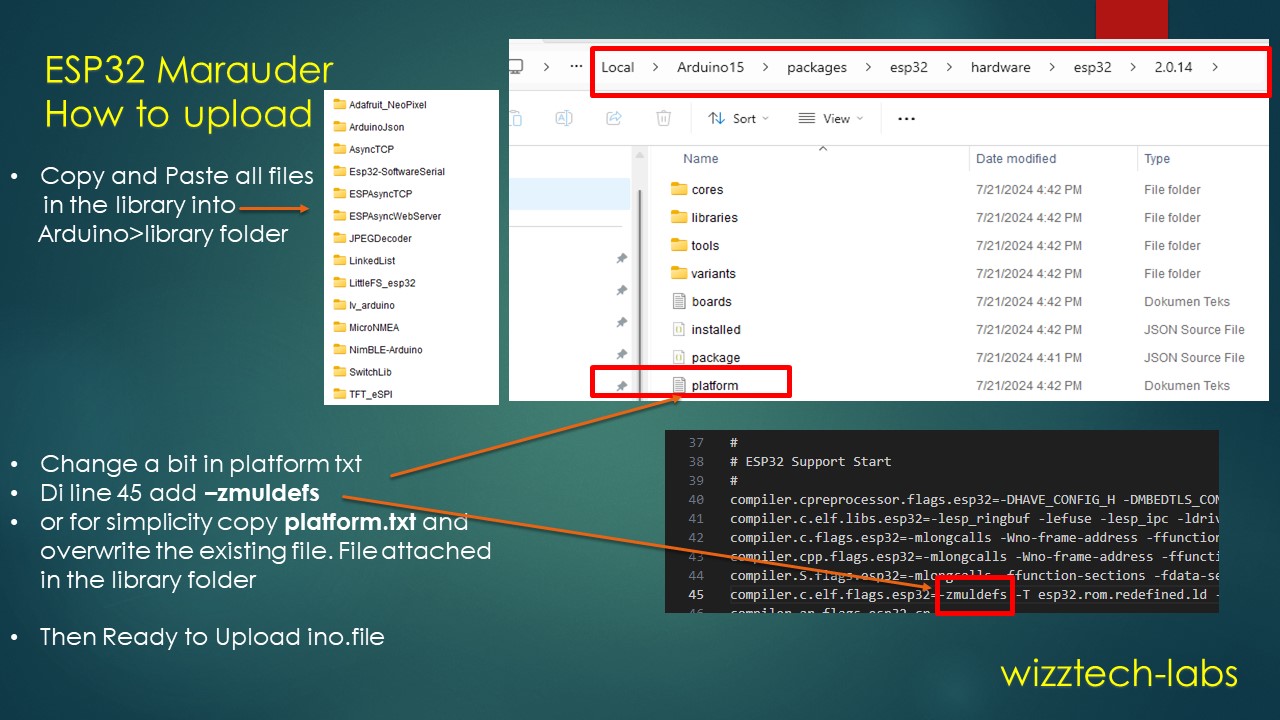 ESP32 Marauder
How to upload
• Copy and Paste all files
in the library into
Arduino>library folder
Adafruit_NeoPixel
ArduinoJson
AsyncTCP
Esp32-SoftwareSerial
ESPAsyncTCP
ESPAsyncWebServer
JPEGDecoder
LinkedList
LittleFS_esp32
lv_arduino
MicroNMEA
NimBLE-Arduino
SwitchLib
TFT_eSPI
> ··· Local > Arduino15 > packages > esp32 > hardware > esp32 > 2.0.14 >
Sort View ···
Name Date modified Type
cores 7/21/2024 4:42 PM File folder
libraries 7/21/2024 4:42 PM File folder
tools 7/21/2024 4:42 PM File folder
variants 7/21/2024 4:42 PM File folder
boards 7/21/2024 4:42 PM Dokumen Teks
installed 7/21/2024 4:42 PM JSON Source File
package 7/21/2024 4:41 PM JSON Source File
platform 7/21/2024 4:42 PM Dokumen Teks
• Change a bit in platform txt
• Di line 45 add –zmuldefs
• or for simplicity copy platform.txt and
overwrite the existing file. File attached
in the library folder
• Then Ready to Upload ino.file
37 #
38 # ESP32 Support Start
39 #
40 compiler.cpreprocessor.flags.esp32=-DHAVE_CONFIG_H -DMBEDTLS_CON
41 compiler.c.elf.libs.esp32=-lesp_ringbuf -lefuse -lesp_ipc -ldriv
42 compiler.c.flags.esp32=-mlongcalls -Wno-frame-address -ffunction
43 compiler.cpp.flags.esp32=-mlongcalls -Wno-frame-address -ffuncti
44 compiler.S.flags.esp32=-mlongcalls -ffunction-sections -fdata-se
45 compiler.c.elf.flags.esp32=-zmuldefs -T esp32.rom.redefined.ld -
wizztech-labs